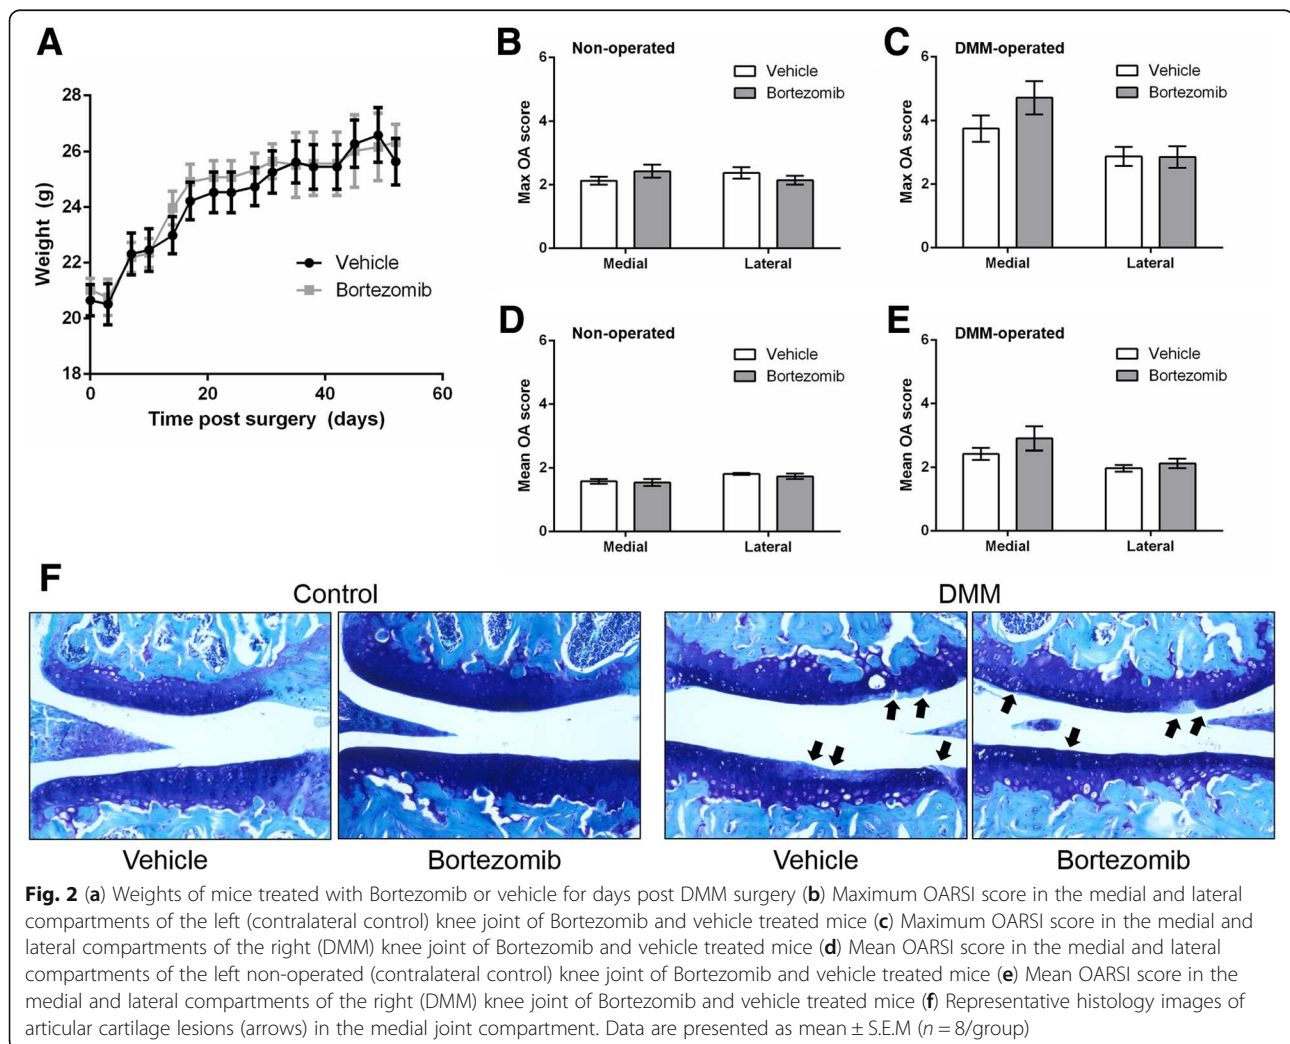 A
Weight (g)
28
26
24
22
20
18
0
20
40
60
Time post surgery (days)
Vehicle
Bortezomib
B
Non-operated
Max OA score
6
4
2
0
Vehicle
Bortezomib
Medial
Lateral
C
DMM-operated
Max OA score
6
4
2
0
Vehicle
Bortezomib
Medial
Lateral
D
Non-operated
Mean OA score
6
4
2
0
Vehicle
Bortezomib
Medial
Lateral
E
DMM-operated
Mean OA score
6
4
2
0
Vehicle
Bortezomib
Medial
Lateral
F
Control
DMM
Vehicle
Bortezomib
Vehicle
Bortezomib
Fig. 2 (a) Weights of mice treated with Bortezomib or vehicle for days post DMM surgery (b) Maximum OARSI score in the medial and lateral
compartments of the left (contralateral control) knee joint of Bortezomib and vehicle treated mice (c) Maximum OARSI score in the medial and
lateral compartments of the right (DMM) knee joint of Bortezomib and vehicle treated mice (d) Mean OARSI score in the medial and lateral
compartments of the left non-operated (contralateral control) knee joint of Bortezomib and vehicle treated mice (e) Mean OARSI score in the
medial and lateral compartments of the right (DMM) knee joint of Bortezomib and vehicle treated mice (f) Representative histology images of
articular cartilage lesions (arrows) in the medial joint compartment. Data are presented as mean ± S.E.M (n = 8/group)